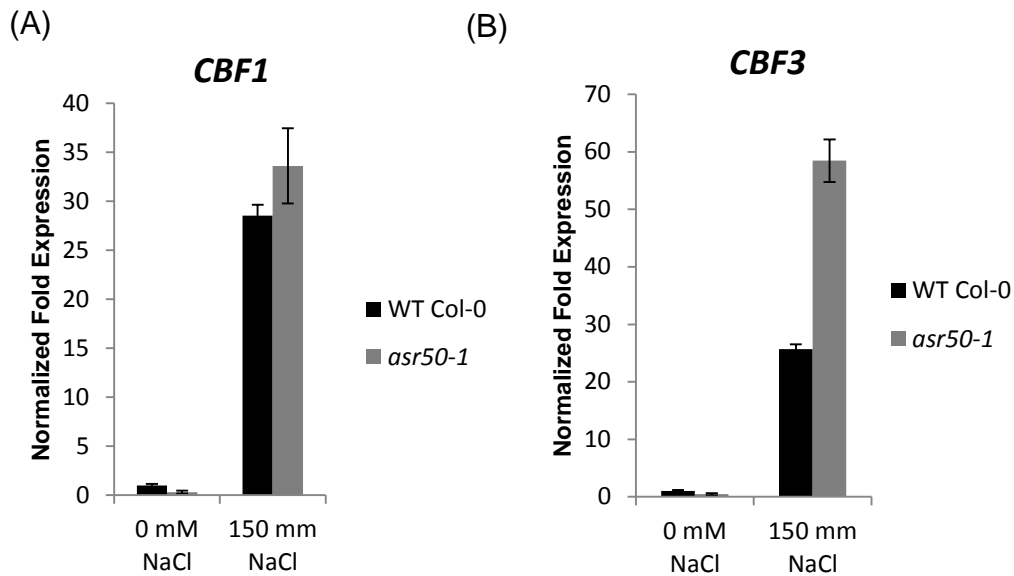 (A)
CBF1
Normalized Fold Expression
40
35
30
25
20
15
10
5
0
0 mM
NaCl
150 mm
NaCl
WT Col-0
asr50-1
(B)
CBF3
Normalized Fold Expression
70
60
50
40
30
20
10
0
0 mM
NaCl
150 mm
NaCl
WT Col-0
asr50-1